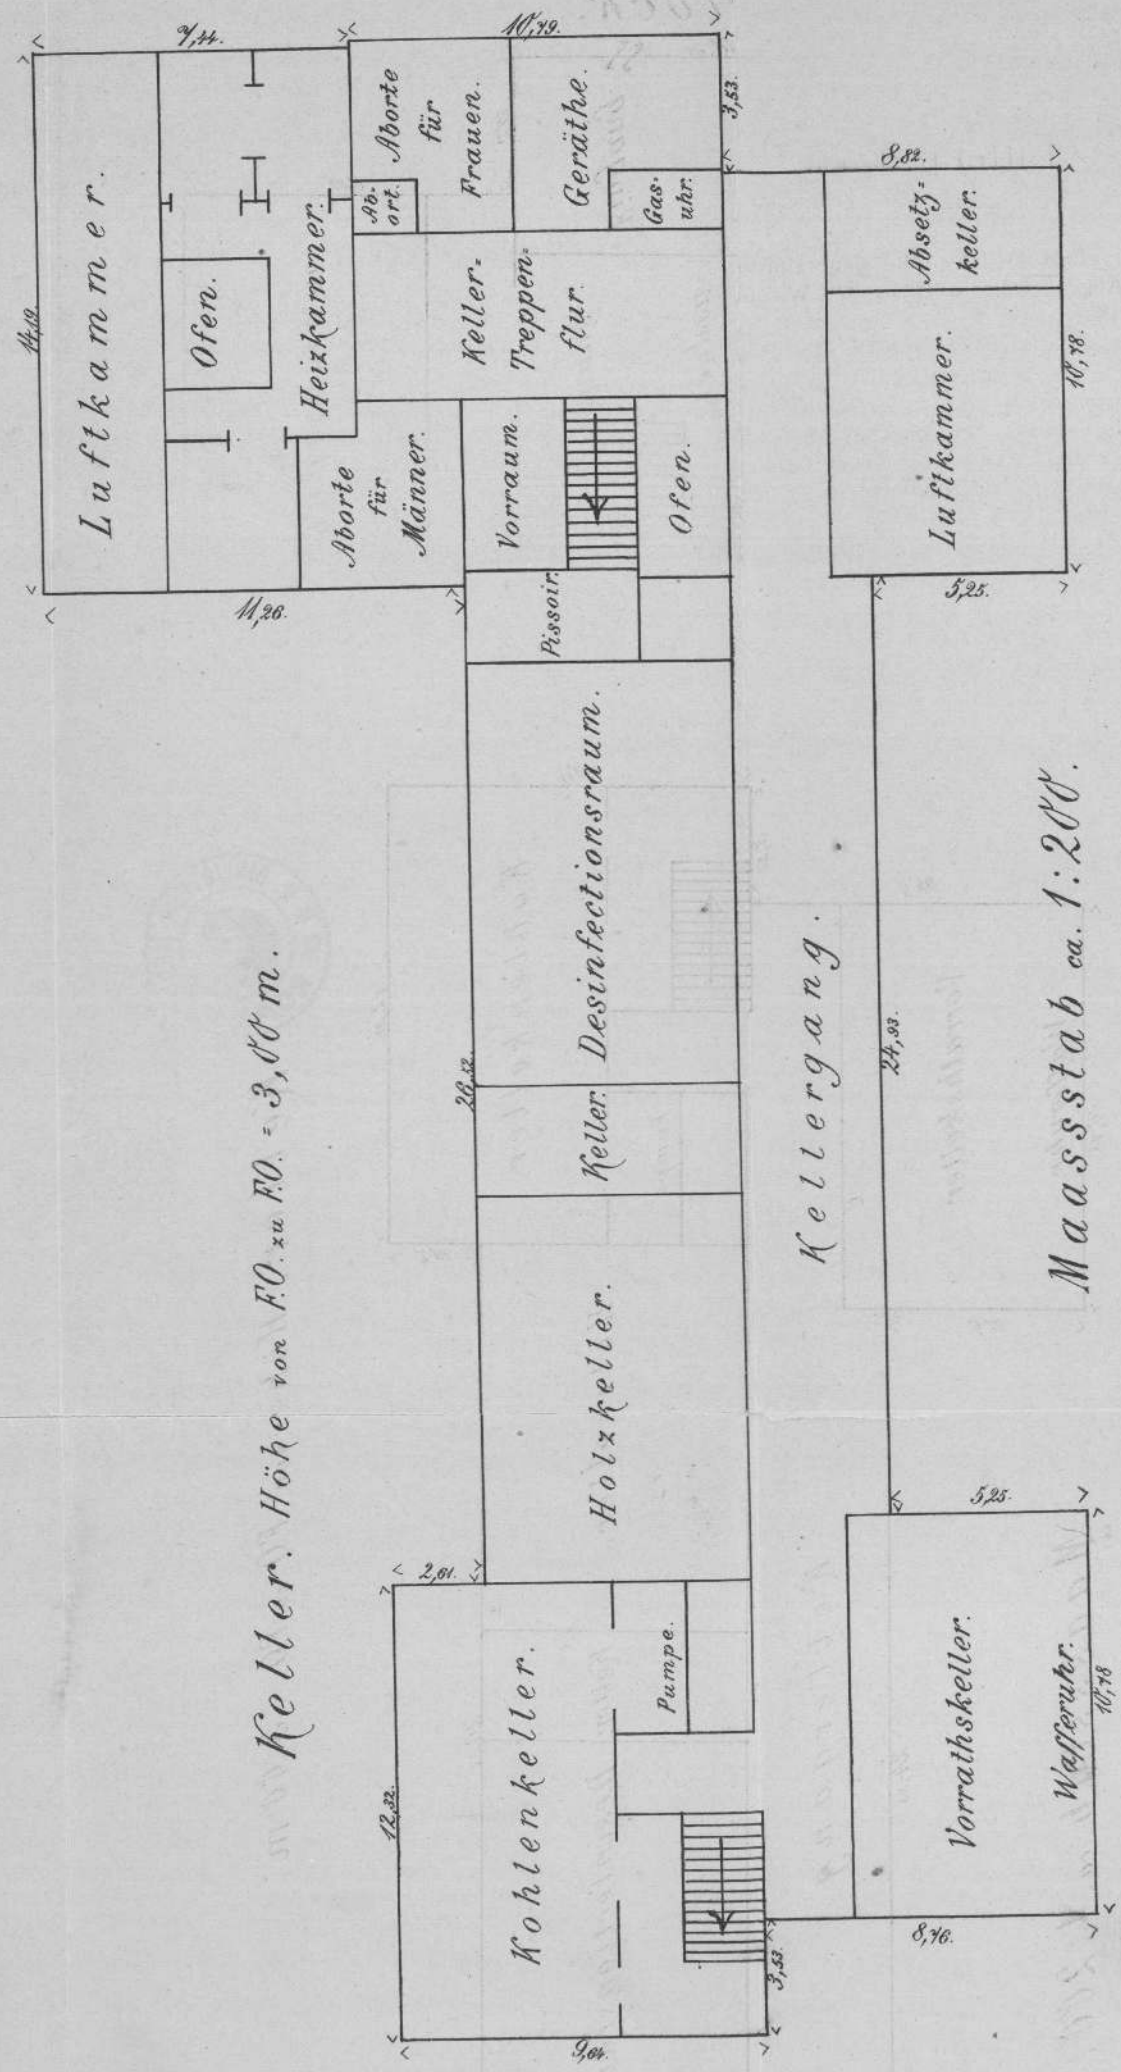 Keller. Höhe von F.O. zu F.O. = 3,00 m.
14,19.
7,44.
10,79.
3,53.
8,82.
10,78.
5,25.
11,26.
Luftkammer.
Ofen.
Heizkammer.
Aborte
für
Frauen.
Ab-
ort.
Geräthe.
Gas-
uhr.
Keller-
Treppen-
flur.
Aborte
für
Männer.
Vorraum.
Ofen.
Pissoir.
Absetz-
keller.
Luftkammer.
Desinfectionsraum.
26,52.
Keller.
Holzkeller.
Kellergang.
24,93.
2,61.
12,32.
Kohlenkeller.
Pumpe.
9,64.
3,53.
5,25.
Vorrathskeller.
Wasseruhr.
10,78
8,76.
Maassstab ca. 1:200.